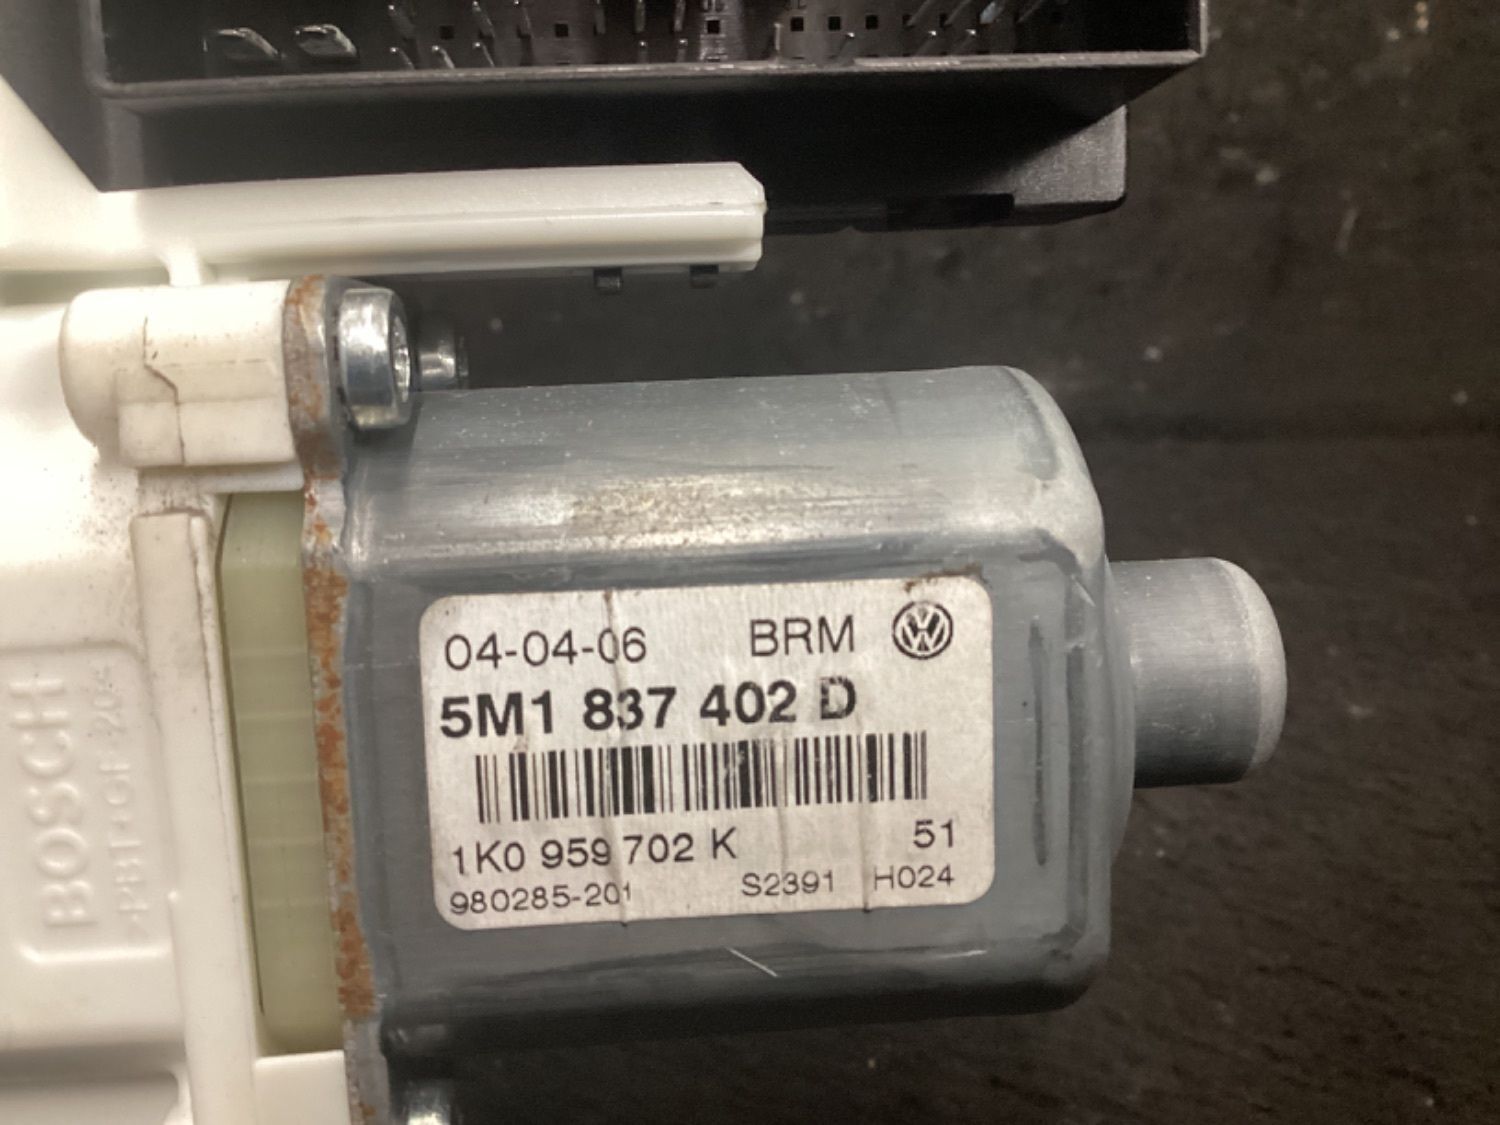 04-04-06 BRM
5M1 837 402 D
1K0 959 702 K 51
980285-201 S2391 H024
BOSCH